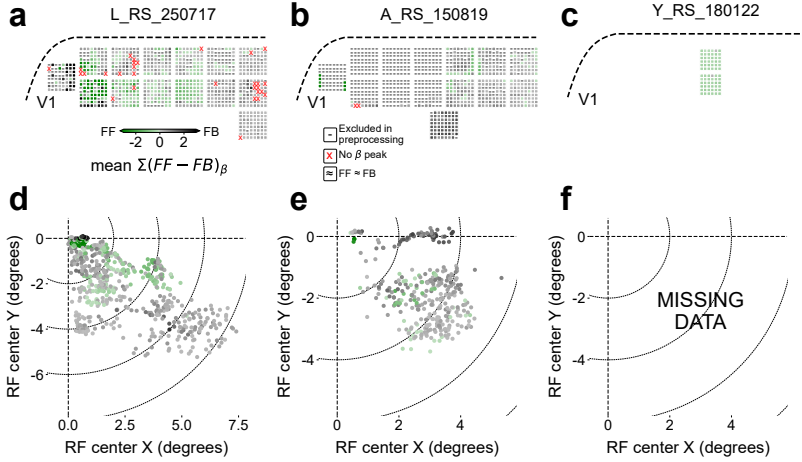 a
L_RS_250717
b
A_RS_150819
c
Y_RS_180122
V1
V1
V1
FF
FB
-2
0
2
mean Σ(FF − FB)β
- Excluded in
preprocessing
x No β peak
≈ FF ≈ FB
d
e
f
RF center Y (degrees)
0
-2
-4
-6
0.0
2.5
5.0
7.5
RF center X (degrees)
RF center Y (degrees)
0
-2
-4
0
2
4
RF center X (degrees)
RF center Y (degrees)
0
-2
-4
MISSING
DATA
0
2
4
RF center X (degrees)